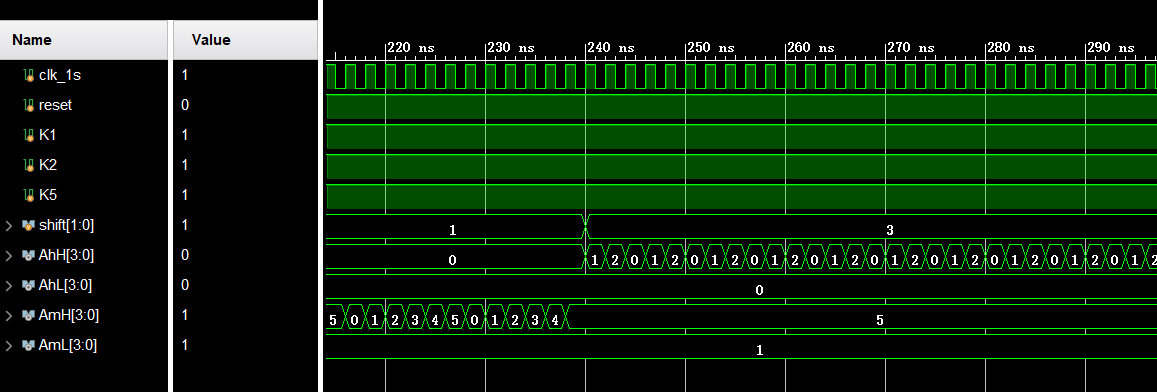 Name Value 220 ns 230 ns 240 ns 250 ns 260 ns 270 ns 280 ns 290 ns
clk_1s 1
reset 0
K1 1
K2 1
K5 1
shift[1:0] 1 1 3
AhH[3:0] 0 0 1 2 0 1 2 0 1 2 0 1 2 0 1 2 0 1 2 0 1 2 0 1 2 0 1 2 0 1 2
AhL[3:0] 0 0
AmH[3:0] 1 5 0 1 2 3 4 5 0 1 2 3 4 5
AmL[3:0] 1 1